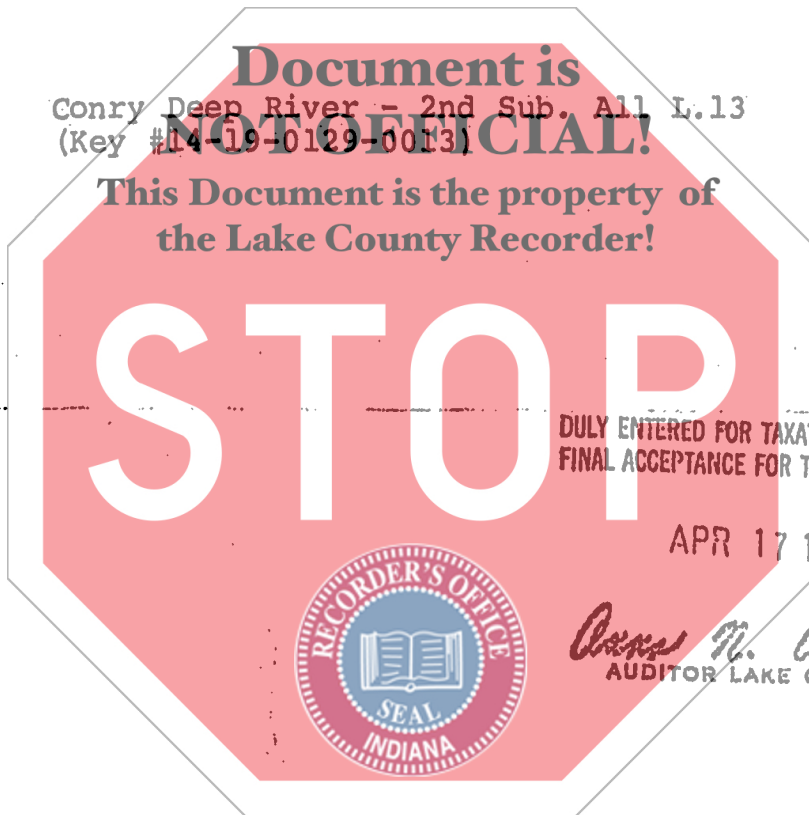 Document is
Conry Deep River - 2nd Sub. All L.13
NOT OFFICIAL!
(Key #14-19-0129-0013)
This Document is the property of
the Lake County Recorder!
STOP
DULY ENTERED FOR TAXAT
FINAL ACCEPTANCE FOR T
APR 17 1
N.
AUDITOR LAKE C
RECORDER'S OFFICE
SEAL
INDIANA